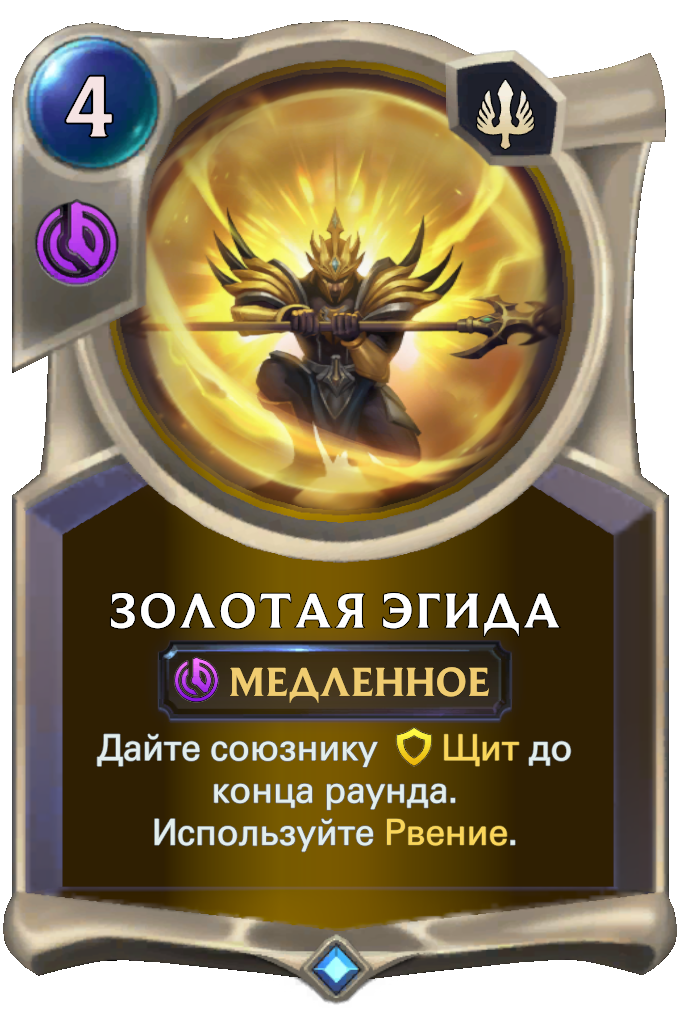 4
ЗОЛОТАЯ ЭГИДА
МЕДЛЕННОЕ
Дайте союзнику Щит до
конца раунда.
Используйте Рвение.